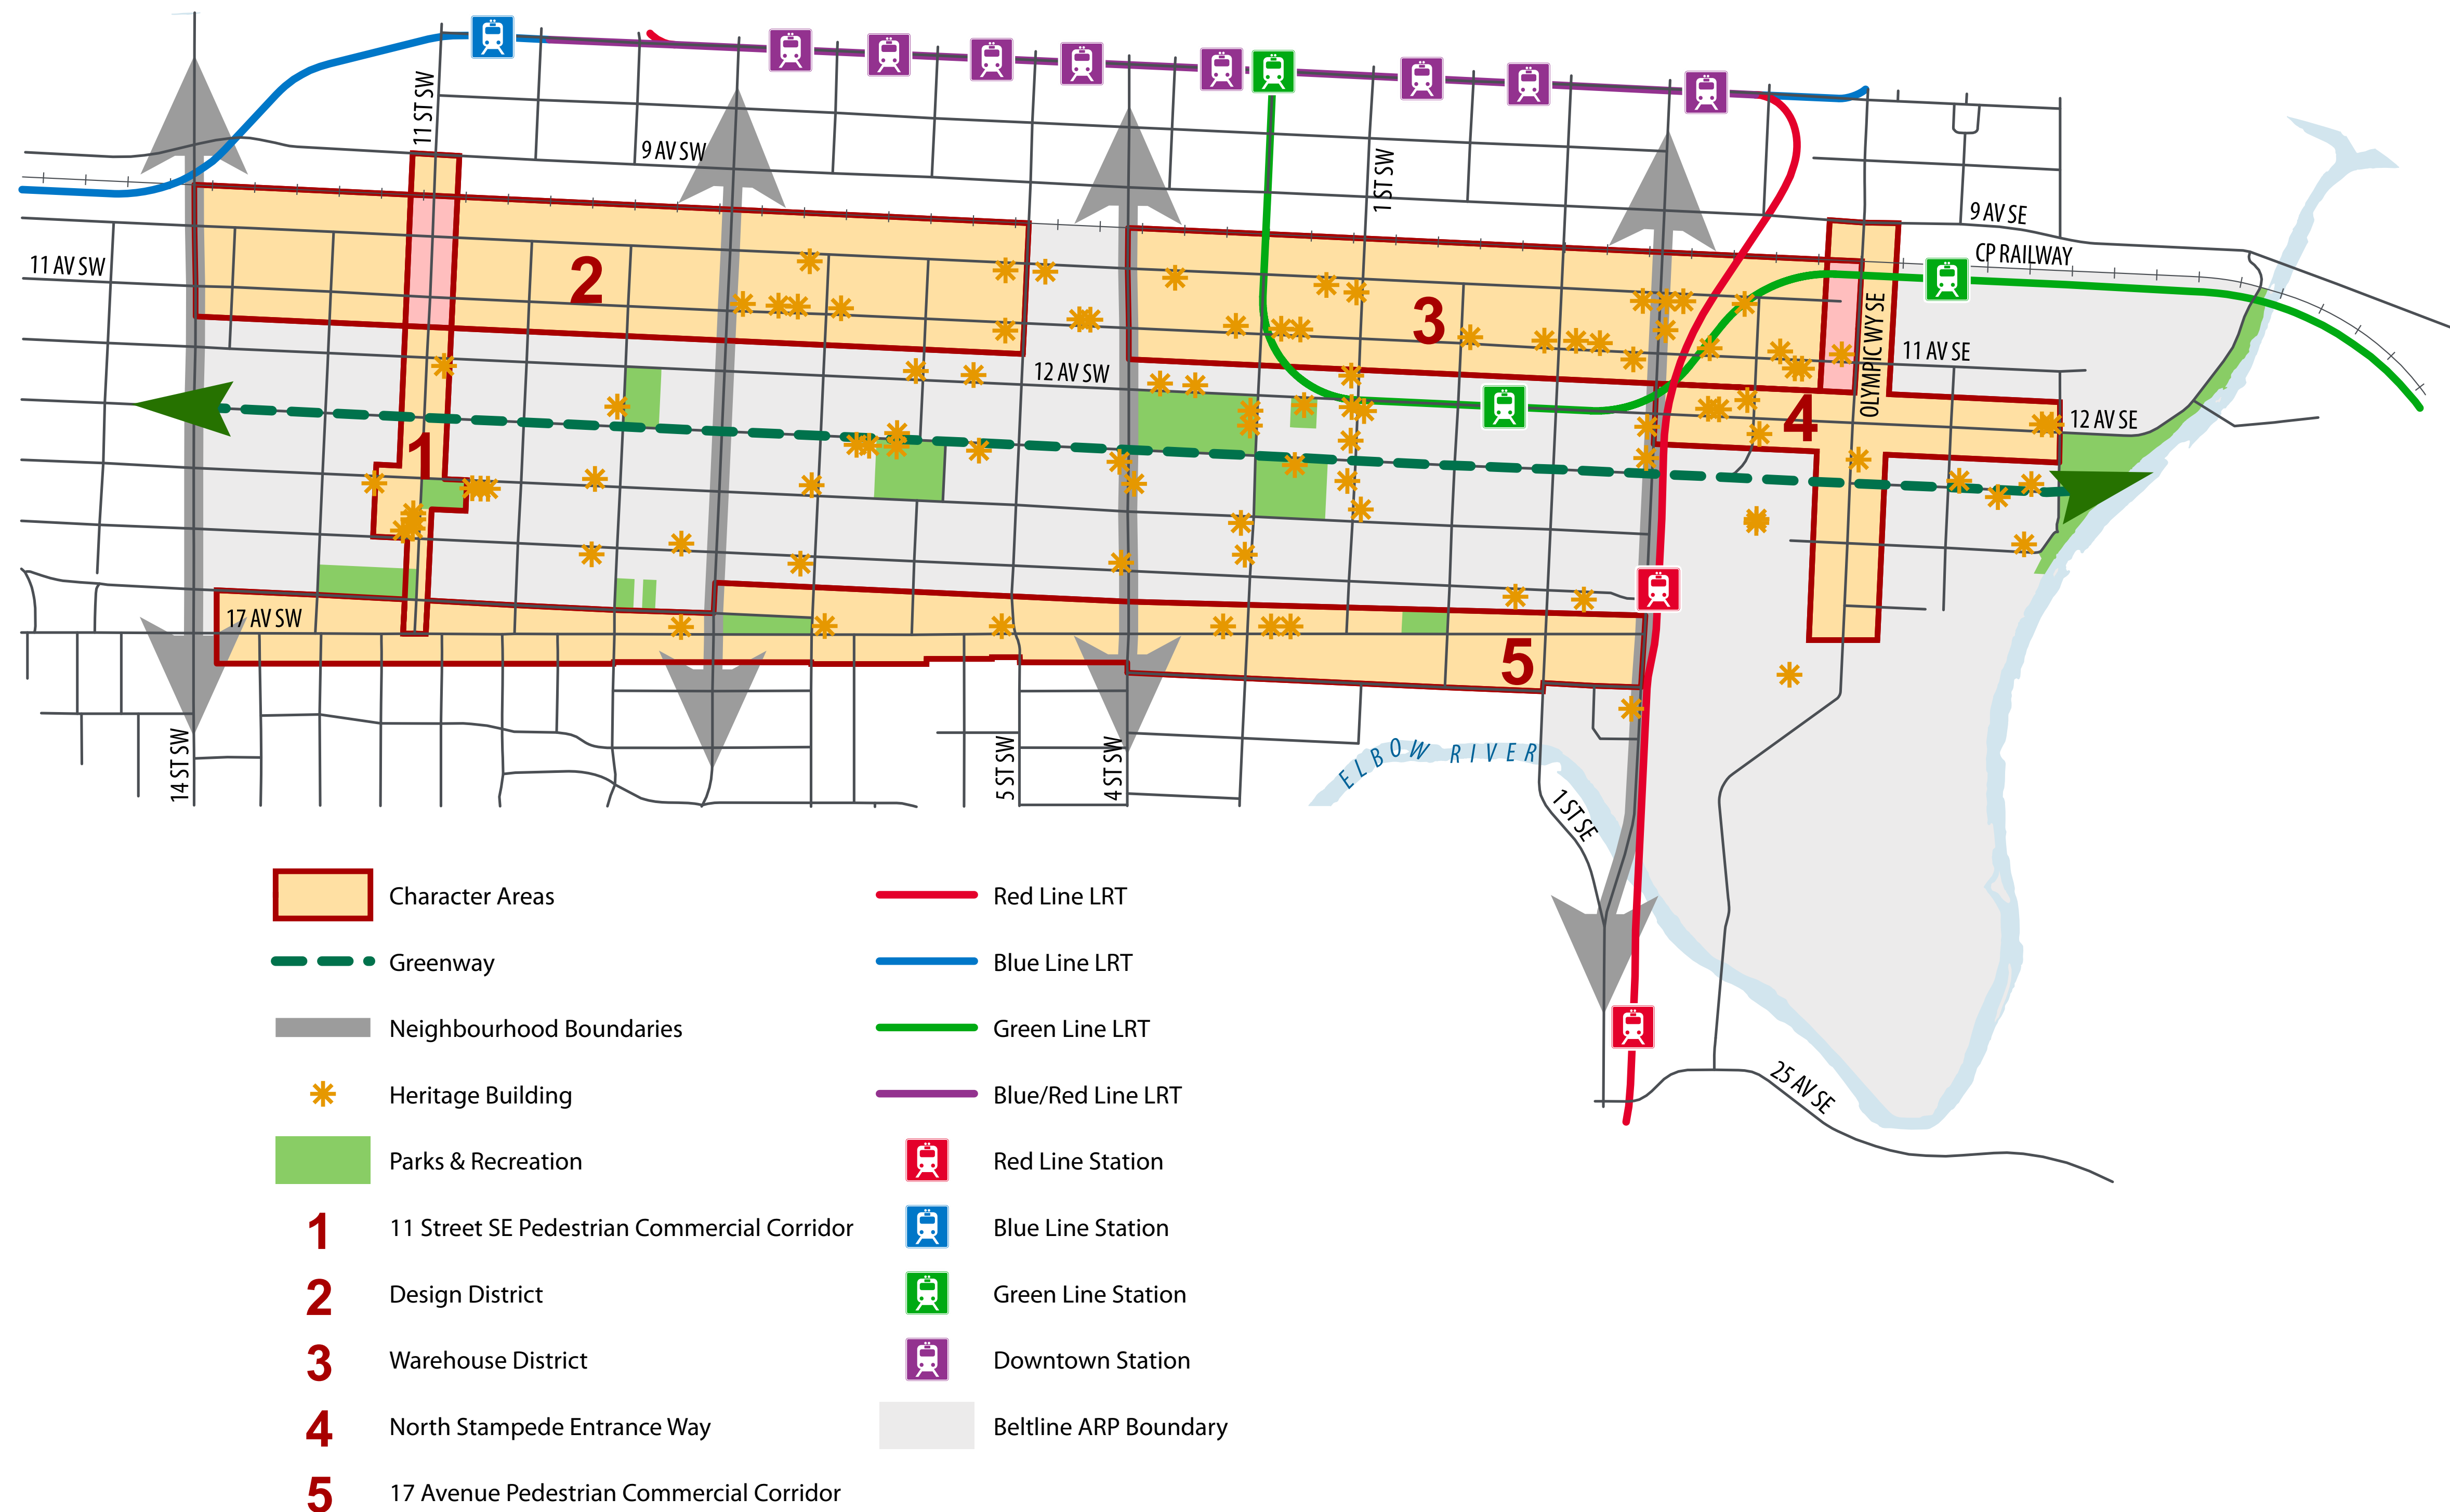 11 ST SW
9 AV SW
1 ST SW
9 AV SE
CP RAILWAY
11 AV SW
2
3
OLYMPIC WY SE
11 AV SE
12 AV SW
4
12 AV SE
1
17 AV SW
5
14 ST SW
5 ST SW
4 ST SW
ELBOW RIVER
1 ST SE
25 AV SE
Character Areas
Greenway
Neighbourhood Boundaries
Heritage Building
Parks & Recreation
1 11 Street SE Pedestrian Commercial Corridor
2 Design District
3 Warehouse District
4 North Stampede Entrance Way
5 17 Avenue Pedestrian Commercial Corridor
Red Line LRT
Blue Line LRT
Green Line LRT
Blue/Red Line LRT
Red Line Station
Blue Line Station
Green Line Station
Downtown Station
Beltline ARP Boundary